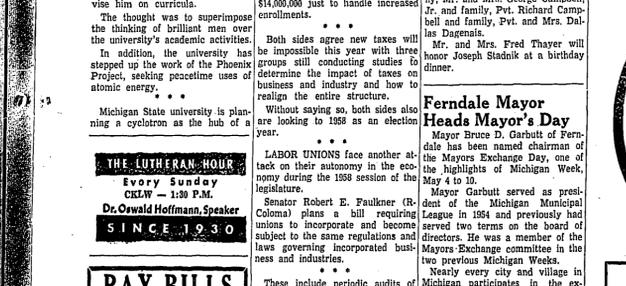 vise him on curricula.
The thought was to superimpose
the thinking of brilliant men over
the university's academic activities.
In addition, the university has
stepped up the work of the Phoenix
Project, seeking peacetime uses of
atomic energy.
* * *
Michigan State university is plan-
ning a cyclotron as the hub of a
THE LUTHERAN HOUR
Every Sunday
CKLW — 1:30 P.M.
Dr. Oswald Hoffmann, Speaker
SINCE 1930
PAY BILLS
$14,000,000 just to handle increased
enrollments.
* * *
Both sides agree new taxes will
be impossible this year with three
groups still conducting studies to
determine the impact of taxes on
business and industry and how to
realign the entire structure.
Without saying so, both sides also
are looking to 1958 as an election
year.
* * *
LABOR UNIONS face another at-
tack on their autonomy in the eco-
nomy during the 1958 session of the
legislature.
Senator Robert E. Faulkner (R-
Coloma) plans a bill requiring
unions to incorporate and become
subject to the same regulations and
laws governing incorporated busi-
ness and industries.
* * *
These include periodic audits of
Jr. and family, Pvt. Richard Camp-
bell and family, Pvt. and Mrs. Dal-
las Dagenais.
Mr. and Mrs. Fred Thayer will
honor Joseph Stadnik at a birthday
dinner.
Ferndale Mayor
Heads Mayor's Day
Mayor Bruce D. Garbutt of Fern-
dale, has been named chairman of
the Mayors Exchange Day, one of
the highlights of Michigan Week,
May 4 to 10.
Mayor Garbutt served as presi-
dent of the Michigan Municipal
League in 1954 and previously had
served two terms on the board of
directors. He was a member of the
Mayors Exchange committee in the
two previous Michigan Weeks.
Nearly every city and village in
Michigan participates in the ex-